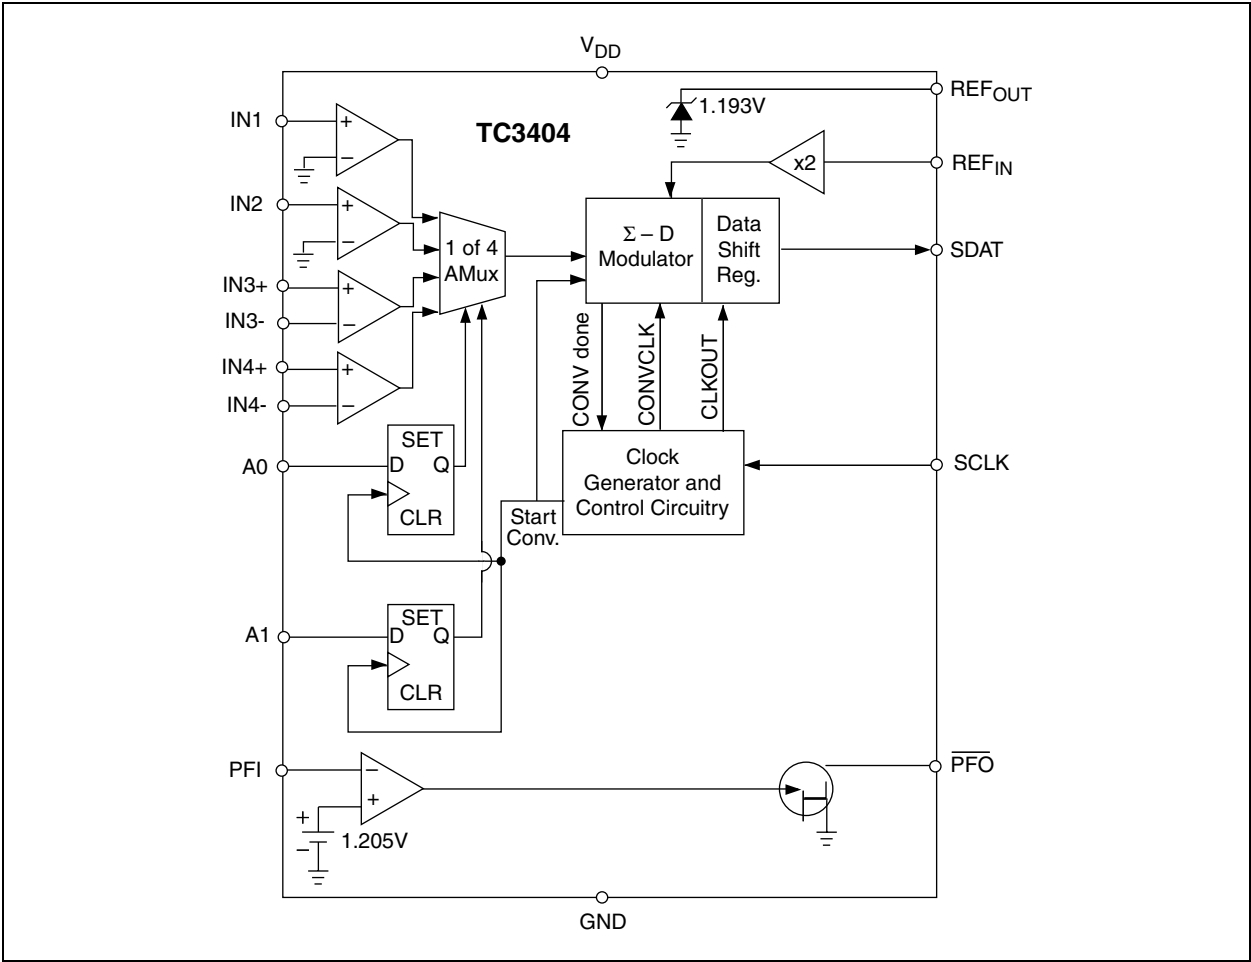 VDD
REFOUT
1.193V
IN1
+
−
TC3404
x2
REFIN
IN2
+
−
1 of 4
AMux
Σ – D
Modulator
Data
Shift
Reg.
SDAT
IN3+
+
IN3-
−
IN4+
+
IN4-
−
CONV done
CONVCLK
CLKOUT
A0
SET
D Q
CLR
Clock
Generator and
Control Circuitry
SCLK
Start
Conv.
A1
SET
D Q
CLR
PFI
−
+
PFO
+
−
1.205V
GND